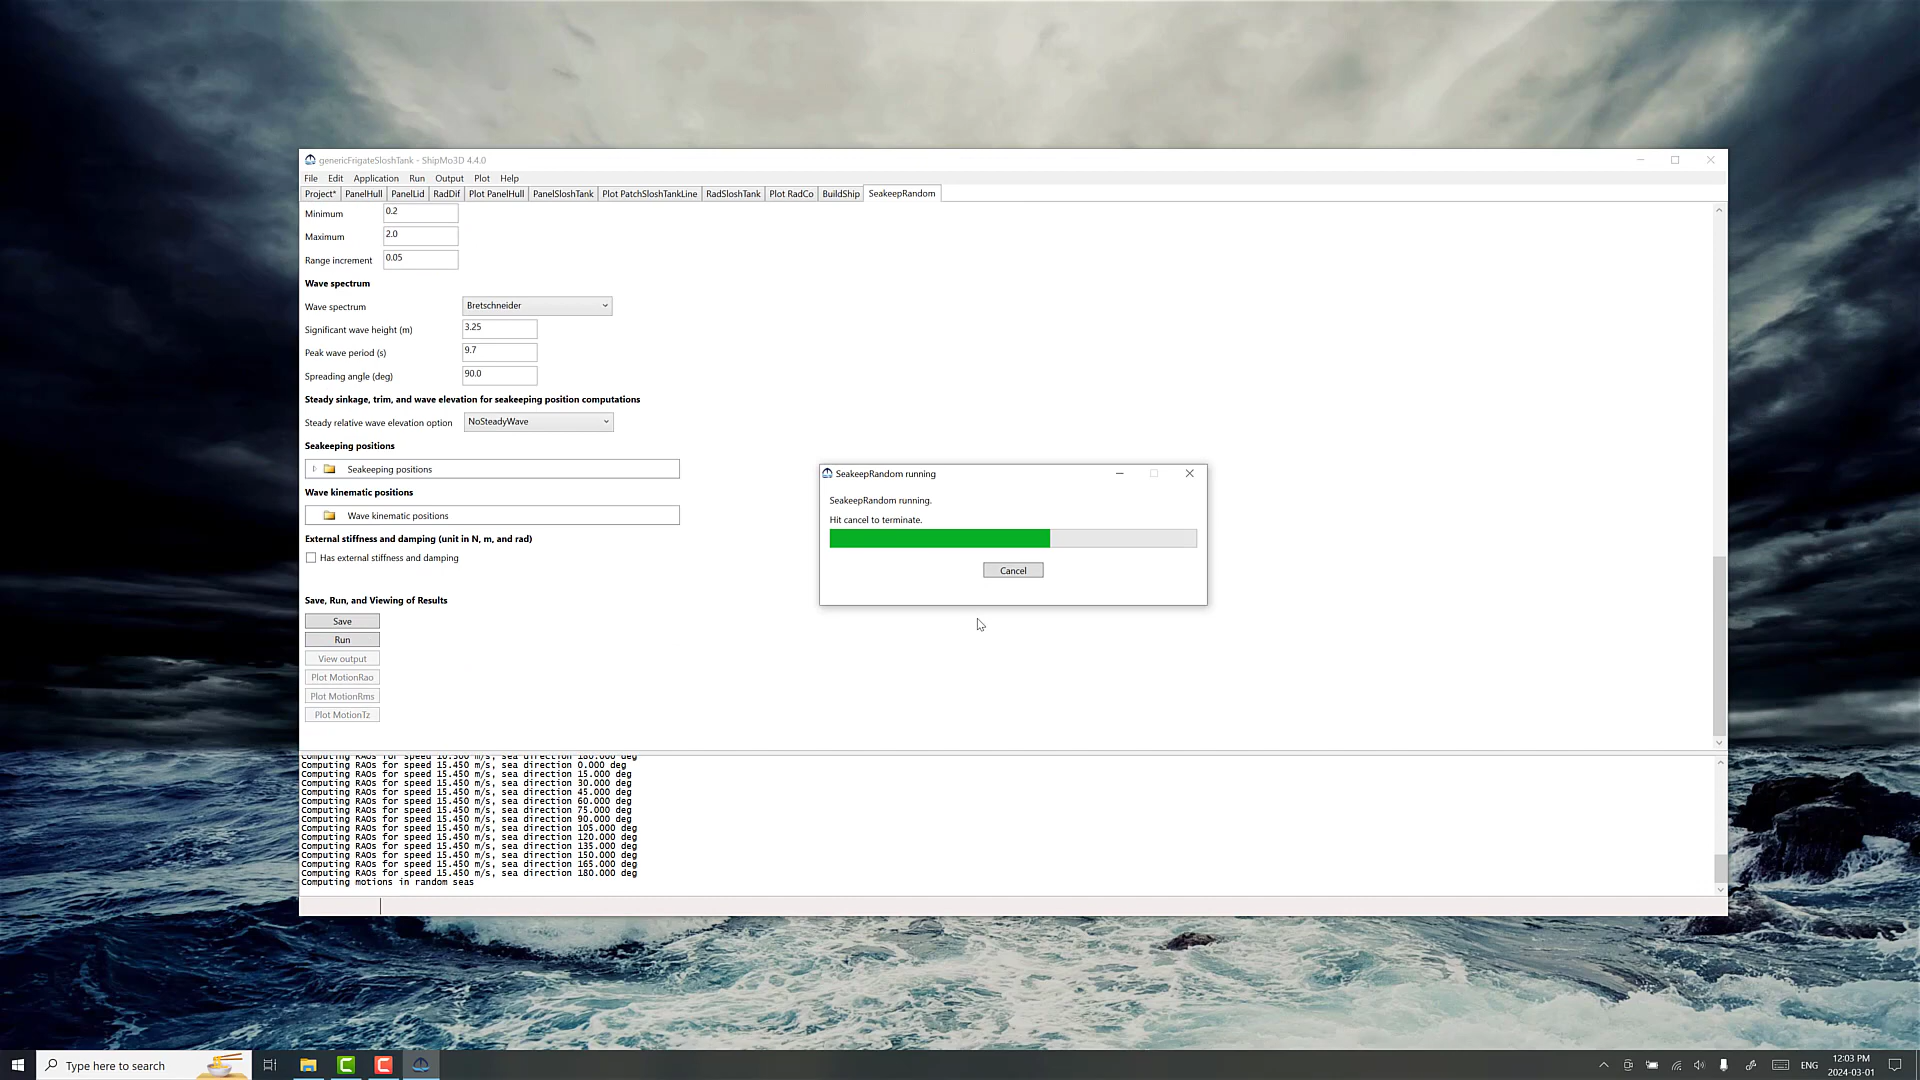 genericFrigateSloshTank - ShipMo3D 4.4.0
File Edit Application Run Output Plot Help
Project* PanelHull PanelLid RadDif Plot PanelHull PanelSloshTank Plot PatchSloshTankLine RadSloshTank Plot RadCo BuildShip SeakeepRandom
Minimum 0.2
Maximum 2.0
Range increment 0.05
Wave spectrum
Wave spectrum Bretschneider
Significant wave height (m) 3.25
Peak wave period (s) 9.7
Spreading angle (deg) 90.0
Steady sinkage, trim, and wave elevation for seakeeping position computations
Steady relative wave elevation option NoSteadyWave
Seakeeping positions
Seakeeping positions
Wave kinematic positions
Wave kinematic positions
External stiffness and damping (unit in N, m, and rad)
Has external stiffness and damping
Save, Run, and Viewing of Results
Save
Run
View output
Plot MotionRao
Plot MotionRms
Plot MotionTz
SeakeepRandom running
SeakeepRandom running.
Hit cancel to terminate.
Cancel
Computing RAOs for speed 10.300 m/s, sea direction 180.000 deg
Computing RAOs for speed 15.450 m/s, sea direction 0.000 deg
Computing RAOs for speed 15.450 m/s, sea direction 15.000 deg
Computing RAOs for speed 15.450 m/s, sea direction 30.000 deg
Computing RAOs for speed 15.450 m/s, sea direction 45.000 deg
Computing RAOs for speed 15.450 m/s, sea direction 60.000 deg
Computing RAOs for speed 15.450 m/s, sea direction 75.000 deg
Computing RAOs for speed 15.450 m/s, sea direction 90.000 deg
Computing RAOs for speed 15.450 m/s, sea direction 105.000 deg
Computing RAOs for speed 15.450 m/s, sea direction 120.000 deg
Computing RAOs for speed 15.450 m/s, sea direction 135.000 deg
Computing RAOs for speed 15.450 m/s, sea direction 150.000 deg
Computing RAOs for speed 15.450 m/s, sea direction 165.000 deg
Computing RAOs for speed 15.450 m/s, sea direction 180.000 deg
Computing motions in random seas
Type here to search
ENG
12:03 PM
2024-03-01